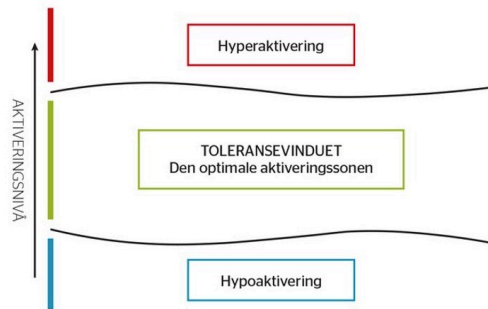 Hyperaktivering
AKTIVERINGSNIVÅ
TOLERANSEVINDUET
Den optimale aktiveringssonen
Hypoaktivering